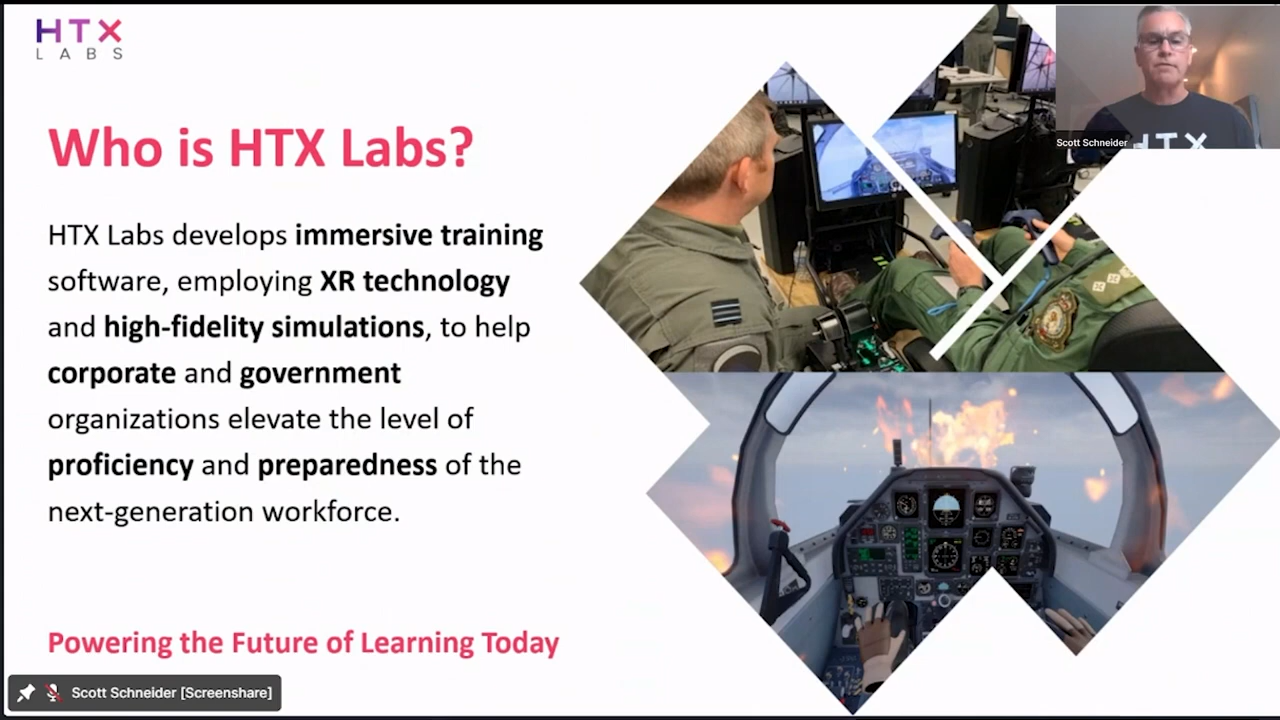 HTX
LABS
Who is HTX Labs?
HTX Labs develops immersive training
software, employing XR technology
and high-fidelity simulations, to help
corporate and government
organizations elevate the level of
proficiency and preparedness of the
next-generation workforce.
Powering the Future of Learning Today
Scott Schneider [Screenshare]
Scott Schneider
HTX